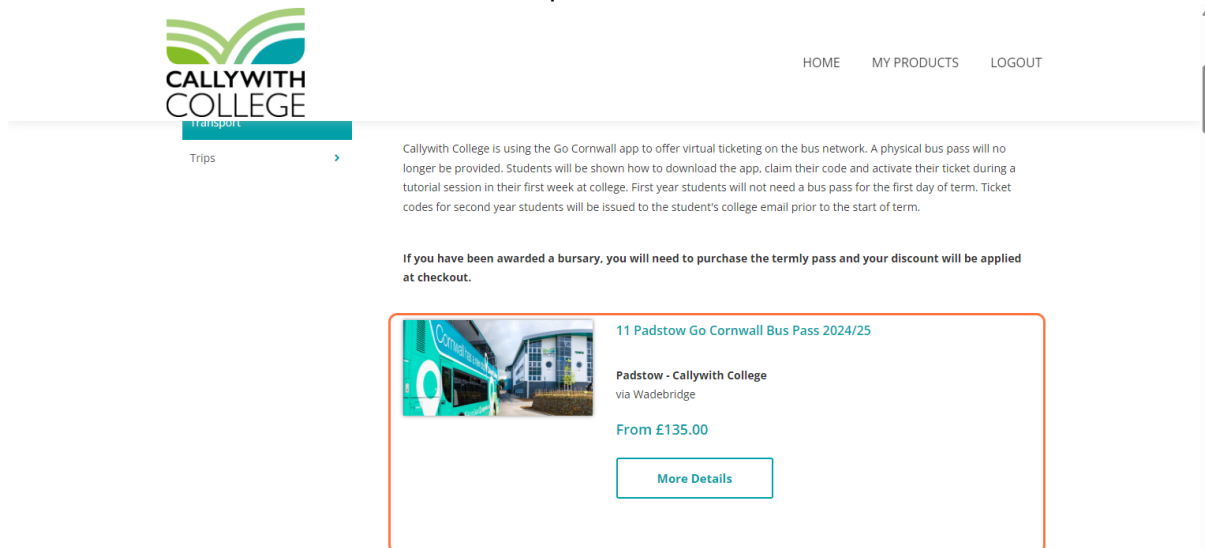 CALLYWITH
COLLEGE
HOME MY PRODUCTS LOGOUT
Transport
Trips
Callywith College is using the Go Cornwall app to offer virtual ticketing on the bus network. A physical bus pass will no
longer be provided. Students will be shown how to download the app, claim their code and activate their ticket during a
tutorial session in their first week at college. First year students will not need a bus pass for the first day of term. Ticket
codes for second year students will be issued to the student's college email prior to the start of term.
If you have been awarded a bursary, you will need to purchase the termly pass and your discount will be applied
at checkout.
11 Padstow Go Cornwall Bus Pass 2024/25
Padstow - Callywith College
via Wadebridge
From £135.00
More Details